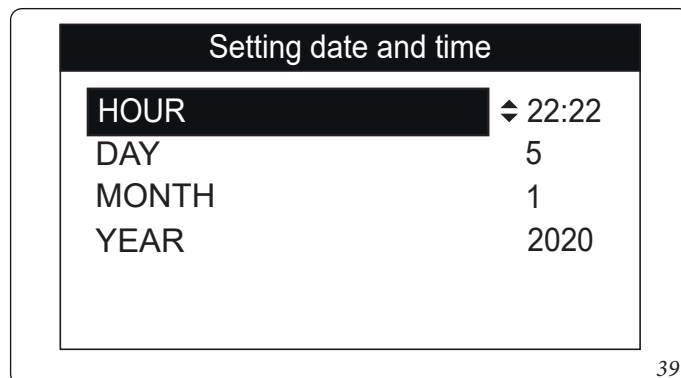 Setting date and time
HOUR 22:22
DAY 5
MONTH 1
YEAR 2020
39